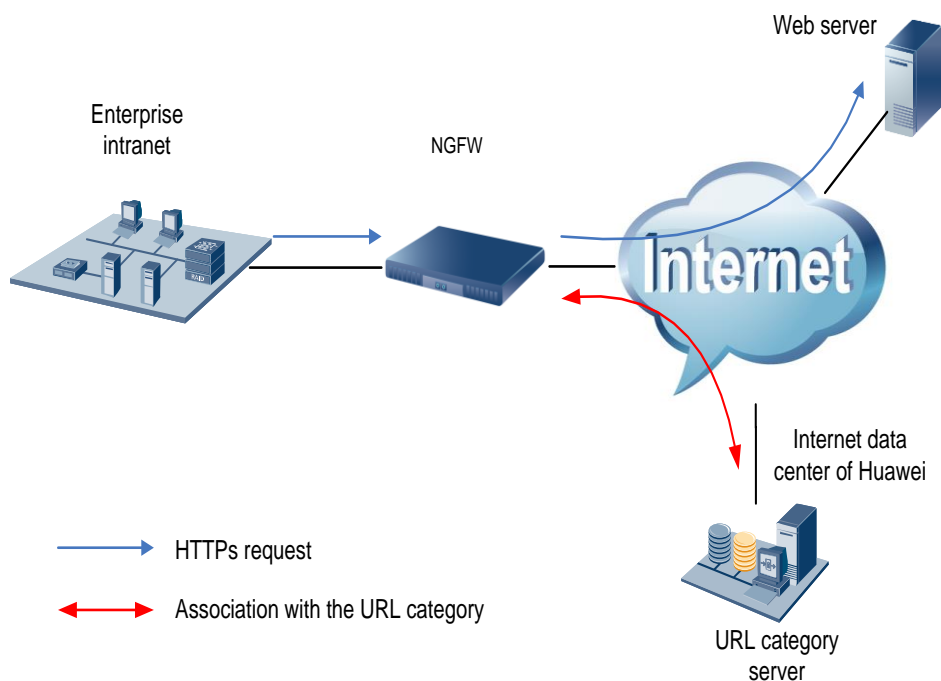 Web server
Enterprise
intranet
NGFW
Internet
RAID
Internet data
center of Huawei
HTTPs request
Association with the URL category
URL category
server